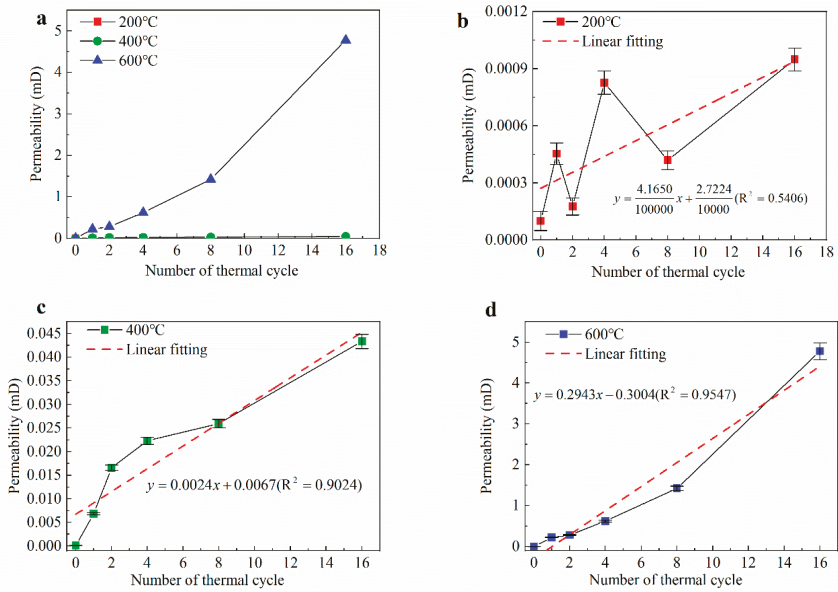 a
200℃
400℃
600℃
Permeability (mD)
5
4
3
2
1
0
0 2 4 6 8 10 12 14 16 18
Number of thermal cycle
b
200℃
Linear fitting
Permeability (mD)
0.0012
0.0009
0.0006
0.0003
0.0000
y = 4.1650/100000 x + 2.7224/10000 (R² = 0.5406)
0 2 4 6 8 10 12 14 16 18
Number of thermal cycle
c
400℃
Linear fitting
Permeability (mD)
0.045
0.040
0.035
0.030
0.025
0.020
0.015
0.010
0.005
0.000
y = 0.0024x + 0.0067(R² = 0.9024)
0 2 4 6 8 10 12 14 16
Number of thermal cycle
d
600℃
Linear fitting
Permeability (mD)
5
4
3
2
1
0
y = 0.2943x − 0.3004(R² = 0.9547)
0 2 4 6 8 10 12 14 16
Number of thermal cycle